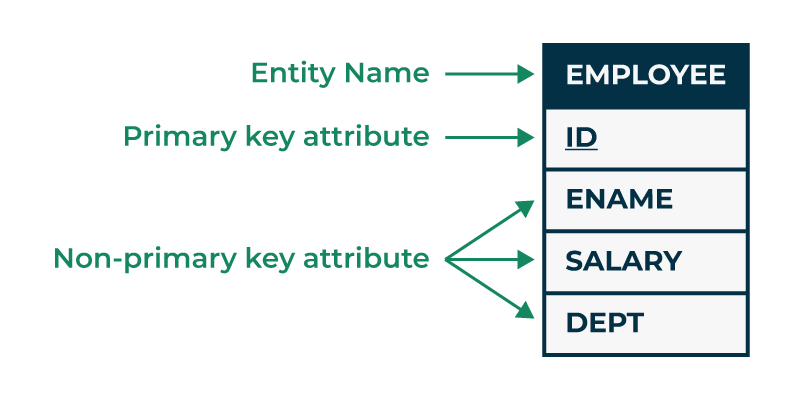 Entity Name
EMPLOYEE
Primary key attribute
ID
ENAME
Non-primary key attribute
SALARY
DEPT